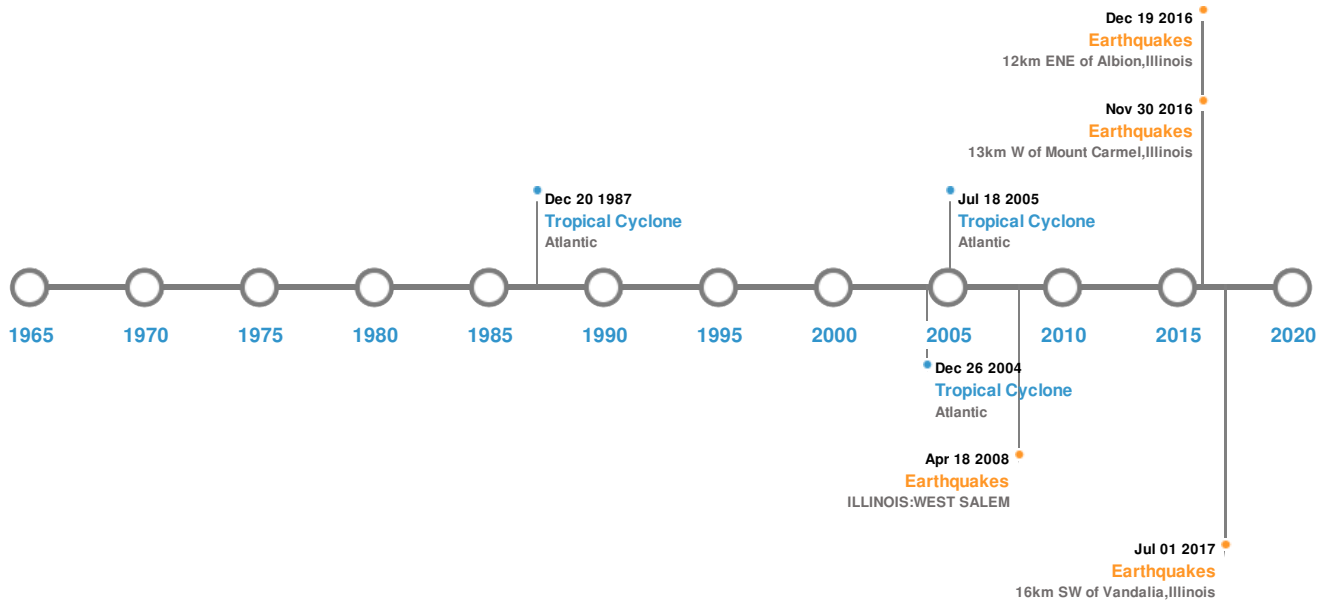 Dec 19 2016
Earthquakes
12km ENE of Albion,Illinois
Nov 30 2016
Earthquakes
13km W of Mount Carmel,Illinois
Dec 20 1987
Tropical Cyclone
Atlantic
Jul 18 2005
Tropical Cyclone
Atlantic
1965 1970 1975 1980 1985 1990 1995 2000 2005 2010 2015 2020
Dec 26 2004
Tropical Cyclone
Atlantic
Apr 18 2008
Earthquakes
ILLINOIS:WEST SALEM
Jul 01 2017
Earthquakes
16km SW of Vandalia,Illinois